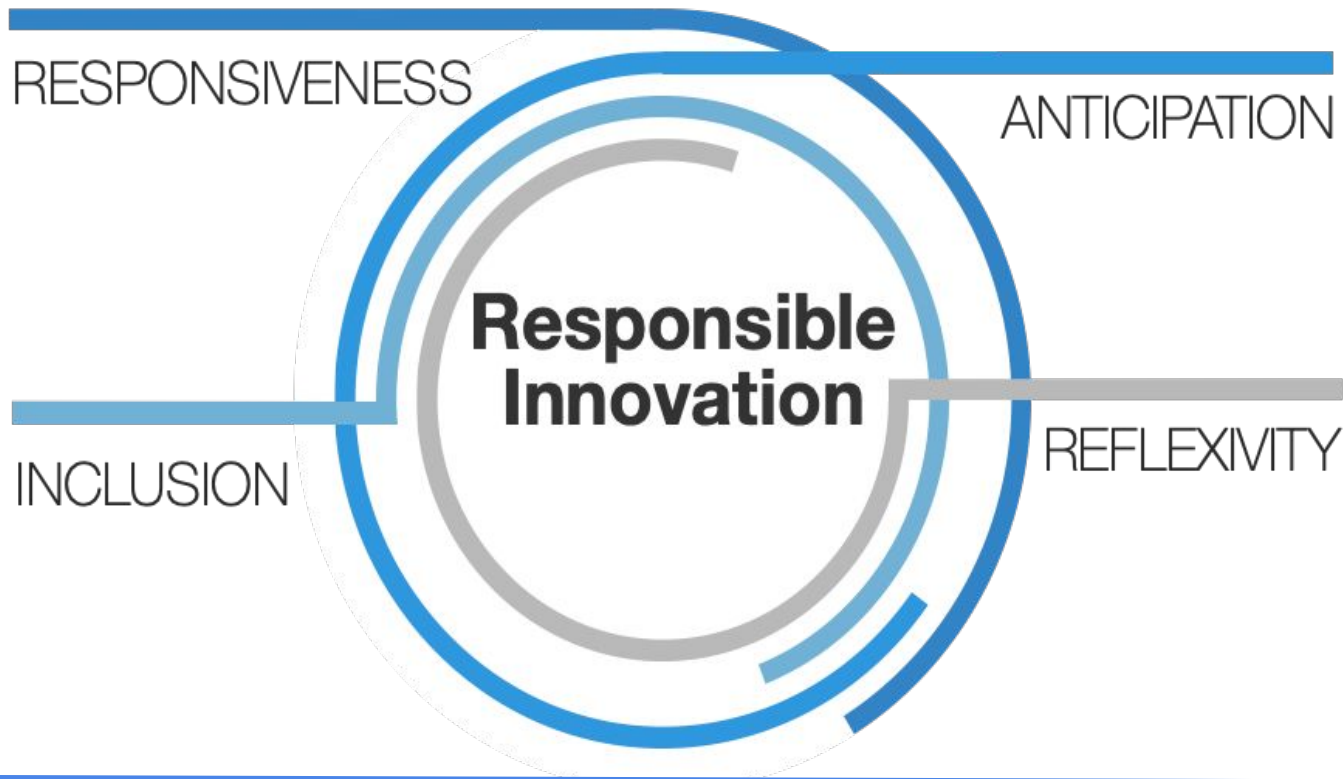 RESPONSIVENESS
ANTICIPATION
Responsible
Innovation
INCLUSION
REFLEXIVITY